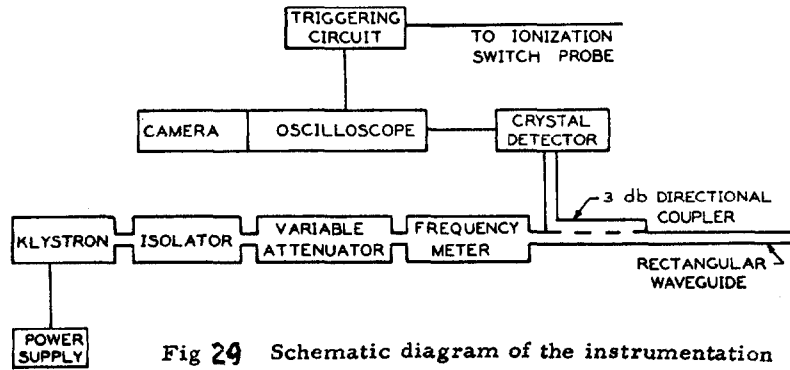 TRIGGERING
CIRCUIT
TO IONIZATION
SWITCH PROBE
CAMERA
OSCILLOSCOPE
CRYSTAL
DETECTOR
3 db DIRECTIONAL
COUPLER
KLYSTRON
ISOLATOR
VARIABLE
ATTENUATOR
FREQUENCY
METER
RECTANGULAR
WAVEGUIDE
POWER
SUPPLY
Fig 29 Schematic diagram of the instrumentation